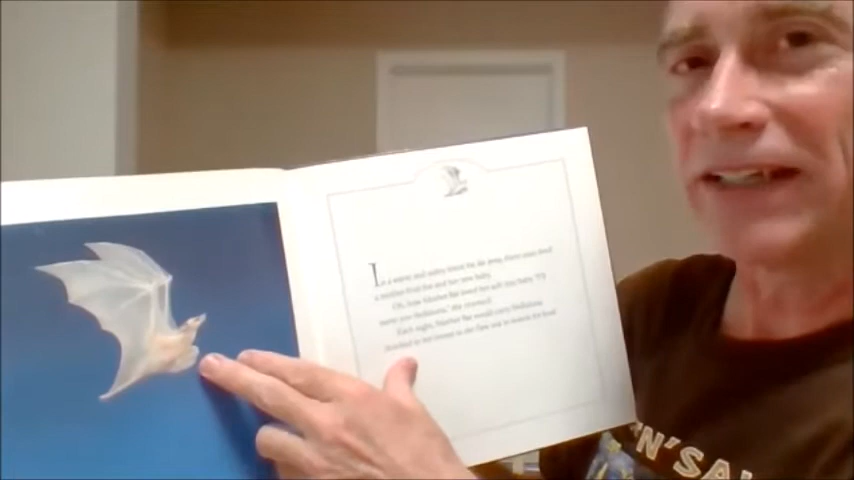 In a warm and sultry forest far, far away, there once lived
a mother fruit bat and her new baby.
Oh, how Mother Bat loved her soft tiny baby. "I'll
name you Stellaluna," she crooned.
Each night, Mother Bat would carry Stellaluna
clutched to her breast as she flew out to search for food.
N'SAL